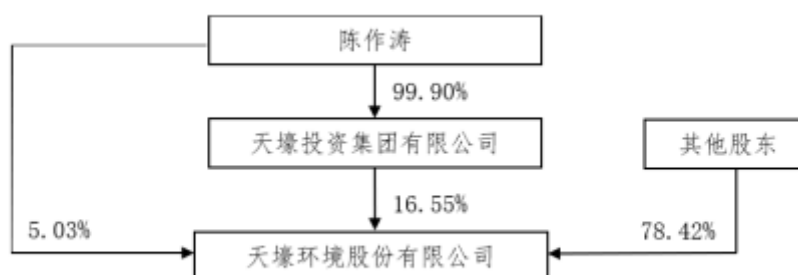 陈作涛
99.90%
天壕投资集团有限公司
其他股东
16.55%
5.03%
78.42%
天壕环境股份有限公司